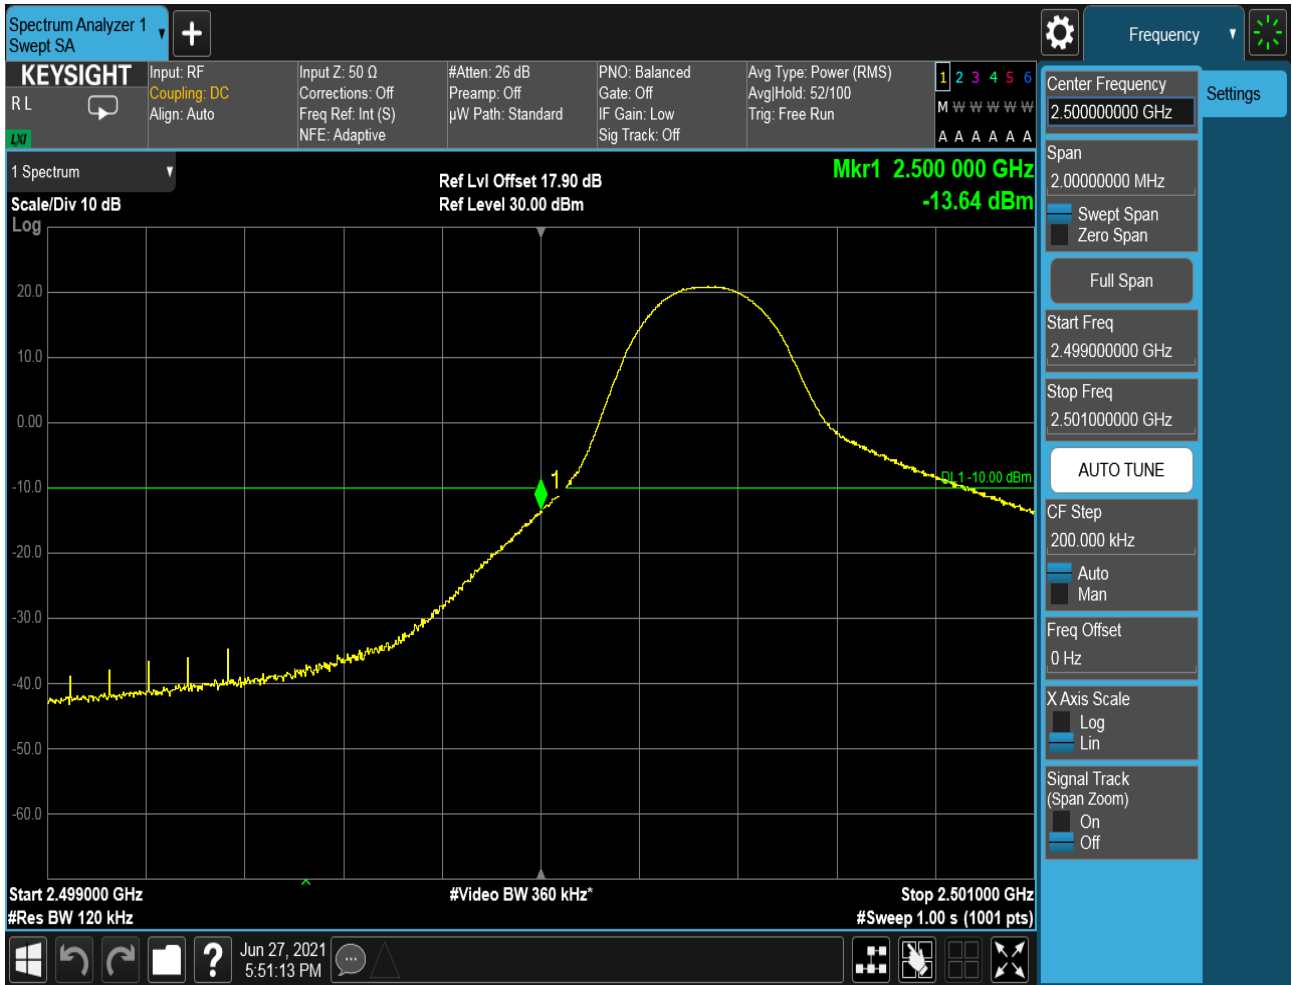 Spectrum Analyzer 1
Swept SA
Frequency
KEYSIGHT
R L
LXI
Input: RF
Coupling: DC
Align: Auto
Input Z: 50 Ω
Corrections: Off
Freq Ref: Int (S)
NFE: Adaptive
#Atten: 26 dB
Preamp: Off
µW Path: Standard
PNO: Balanced
Gate: Off
IF Gain: Low
Sig Track: Off
Avg Type: Power (RMS)
Avg|Hold: 52/100
Trig: Free Run
1 2 3 4 5 6
M W W W W W
A A A A A A
1 Spectrum
Scale/Div 10 dB
Log
Ref Lvl Offset 17.90 dB
Ref Level 30.00 dBm
Mkr1 2.500 000 GHz
-13.64 dBm
20.0
10.0
0.00
-10.0
-20.0
-30.0
-40.0
-50.0
-60.0
1
DL1 -10.00 dBm
Start 2.499000 GHz
#Res BW 120 kHz
#Video BW 360 kHz*
Stop 2.501000 GHz
#Sweep 1.00 s (1001 pts)
Jun 27, 2021
5:51:13 PM
?
Center Frequency
2.500000000 GHz
Settings
Span
2.00000000 MHz
Swept Span
Zero Span
Full Span
Start Freq
2.499000000 GHz
Stop Freq
2.501000000 GHz
AUTO TUNE
CF Step
200.000 kHz
Auto
Man
Freq Offset
0 Hz
X Axis Scale
Log
Lin
Signal Track
(Span Zoom)
On
Off